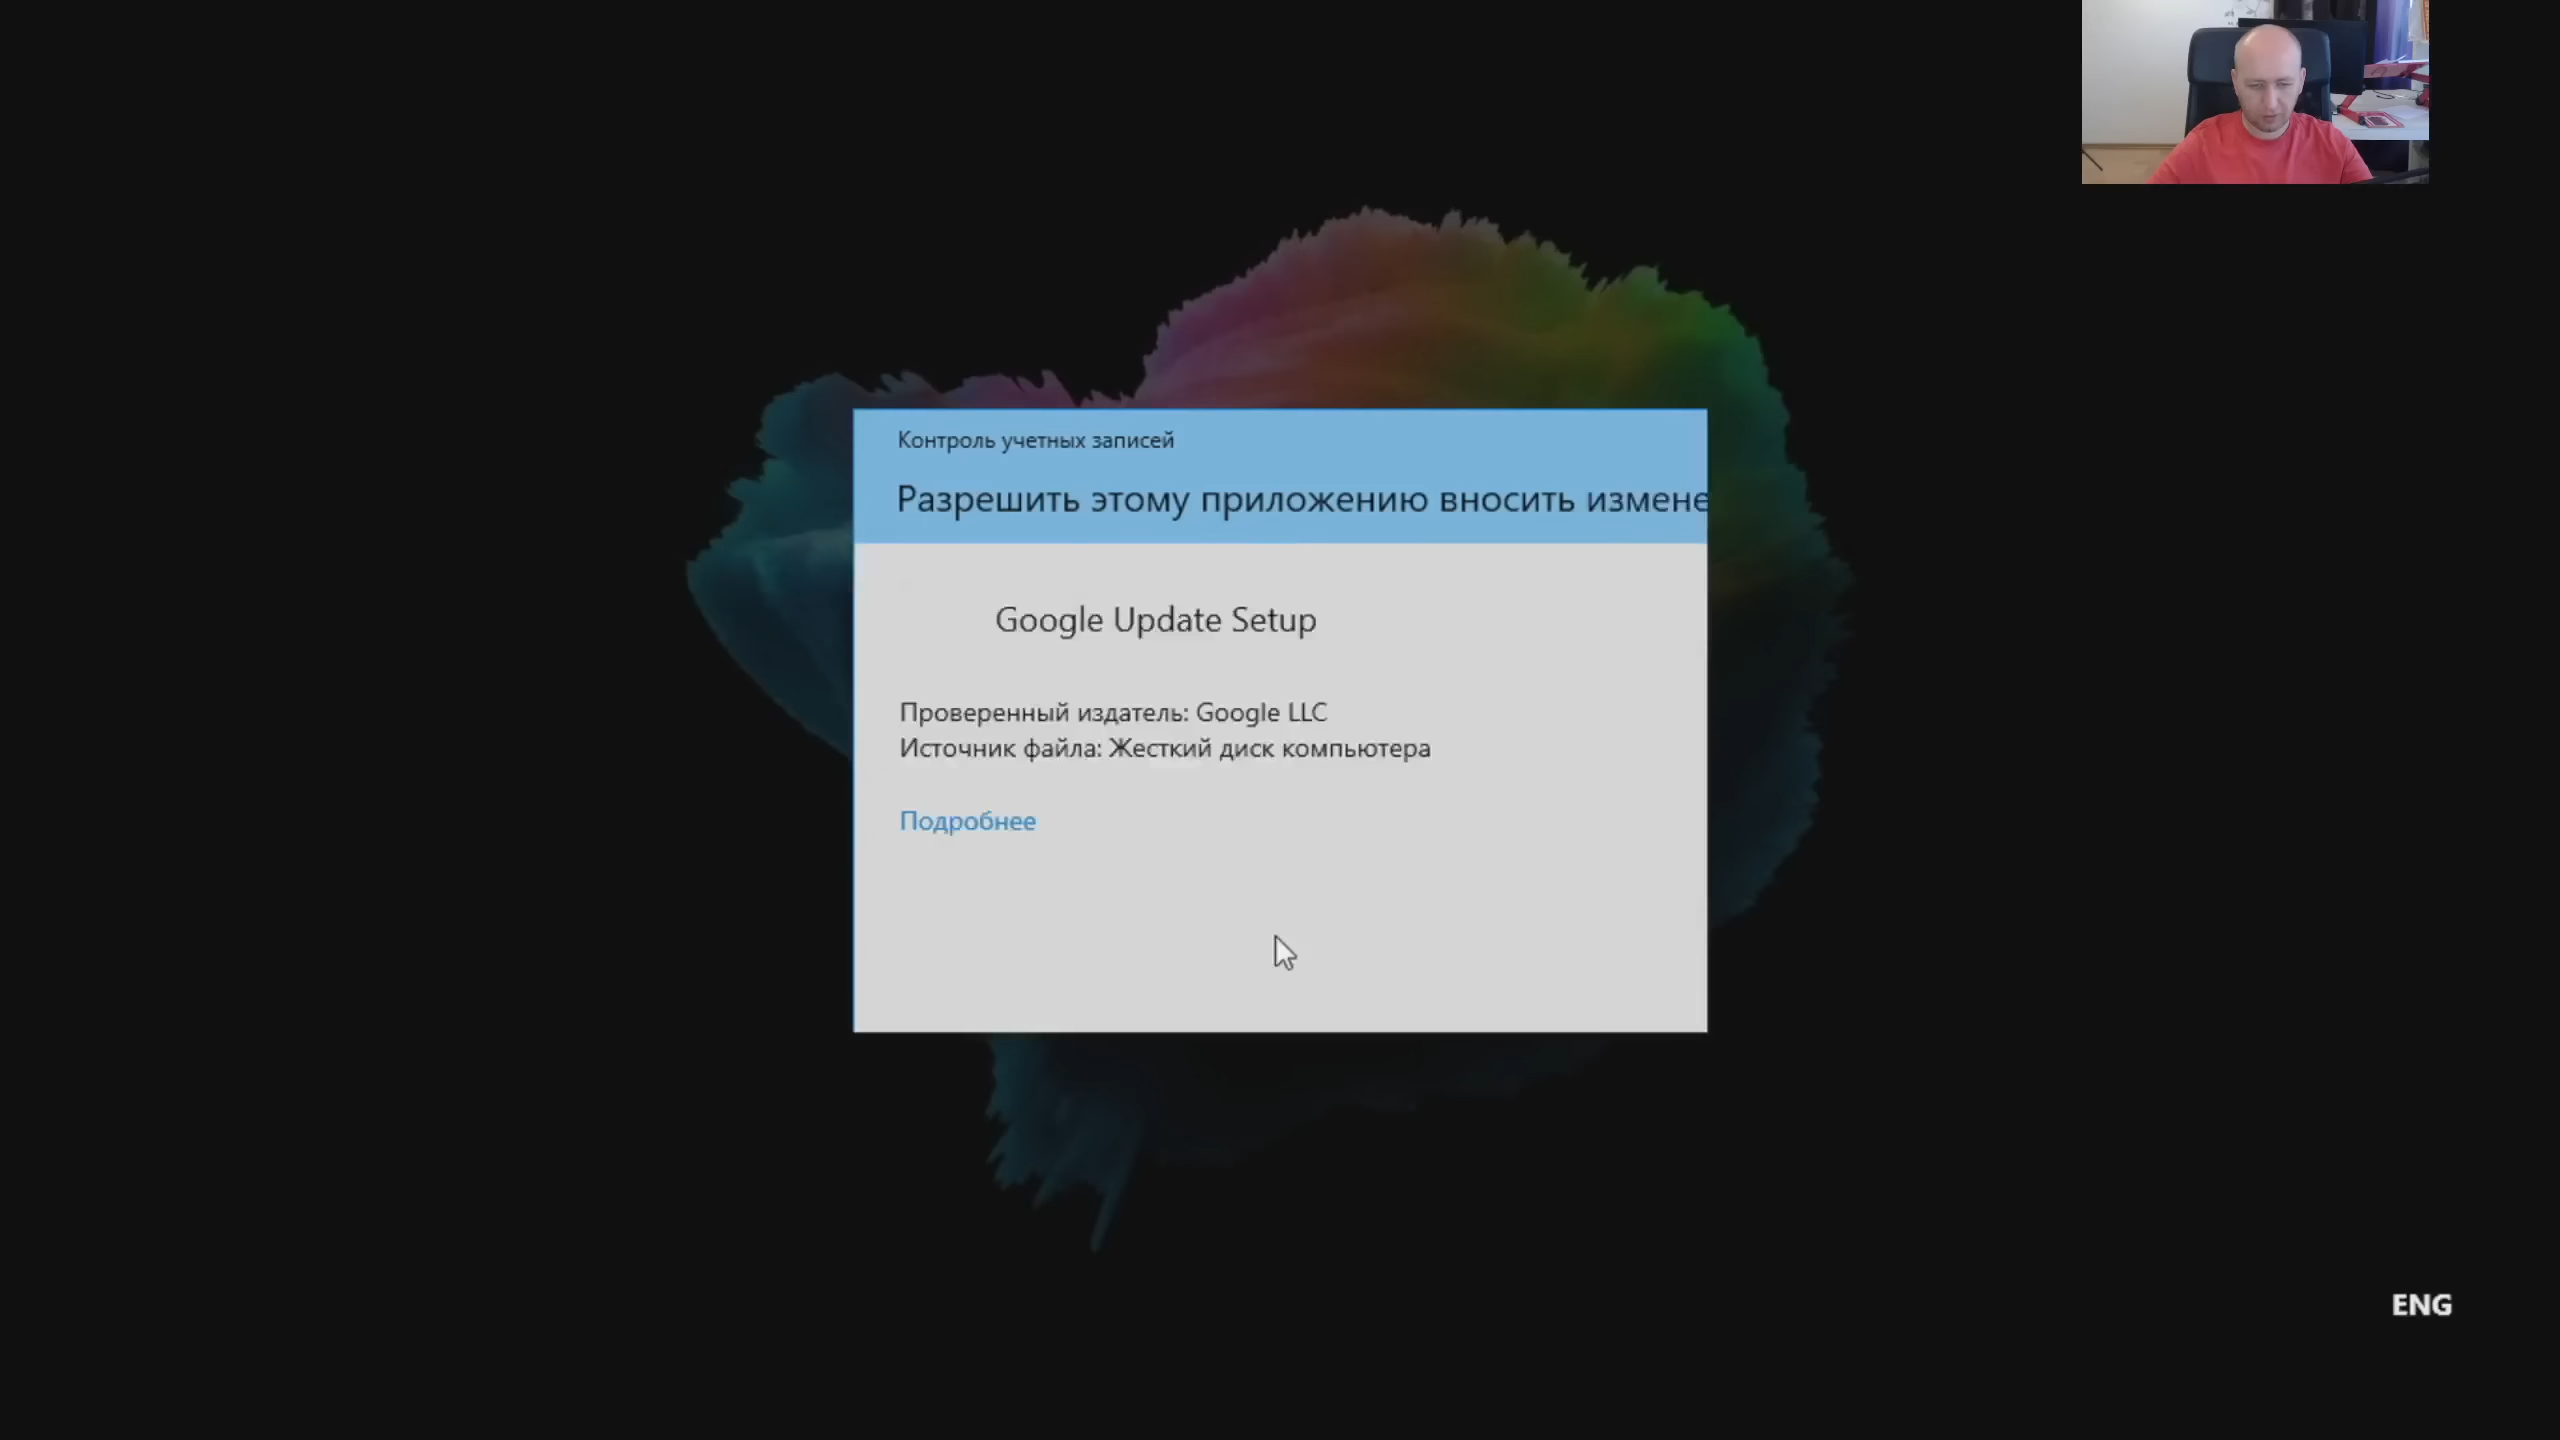 Контроль учетных записей
Разрешить этому приложению вносить измене
Google Update Setup
Проверенный издатель: Google LLC
Источник файла: Жесткий диск компьютера
Подробнее
ENG